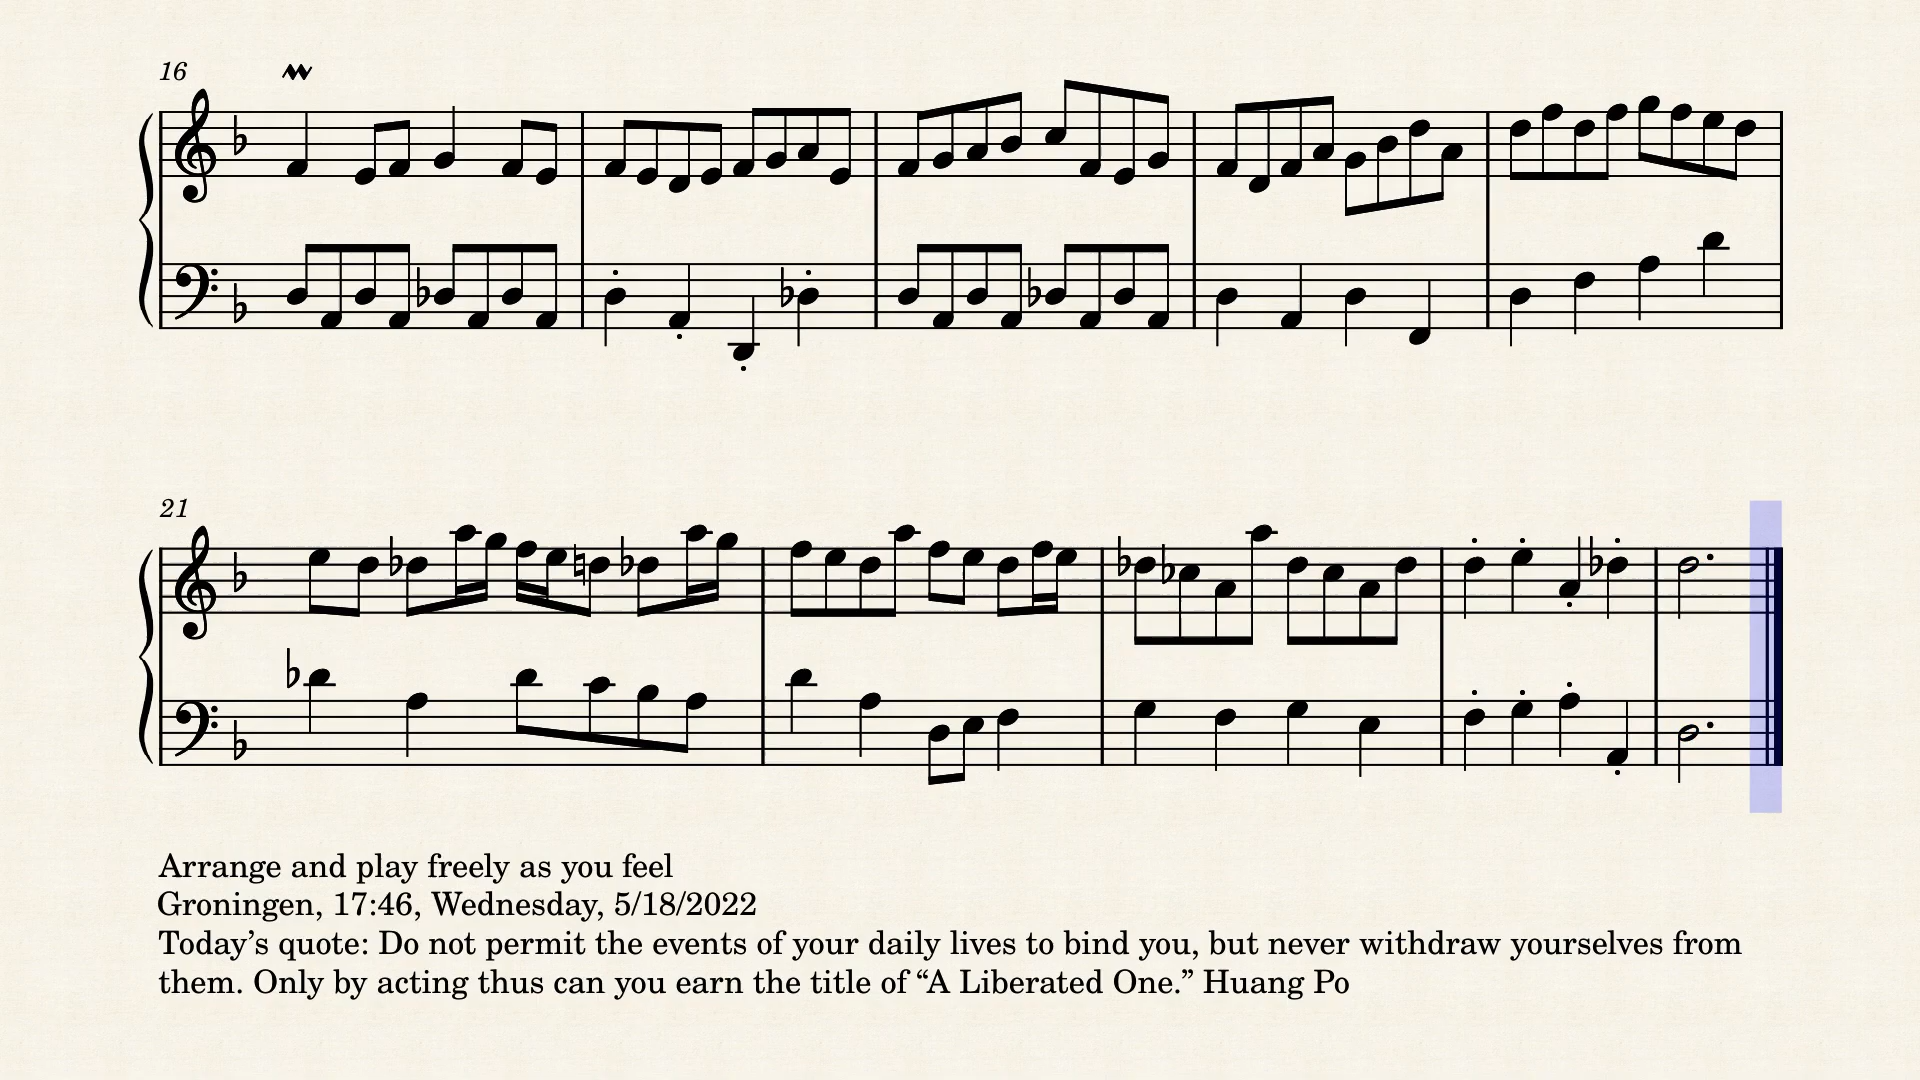 16
21
Arrange and play freely as you feel
Groningen, 17:46, Wednesday, 5/18/2022
Today’s quote: Do not permit the events of your daily lives to bind you, but never withdraw yourselves from
them. Only by acting thus can you earn the title of “A Liberated One.” Huang Po